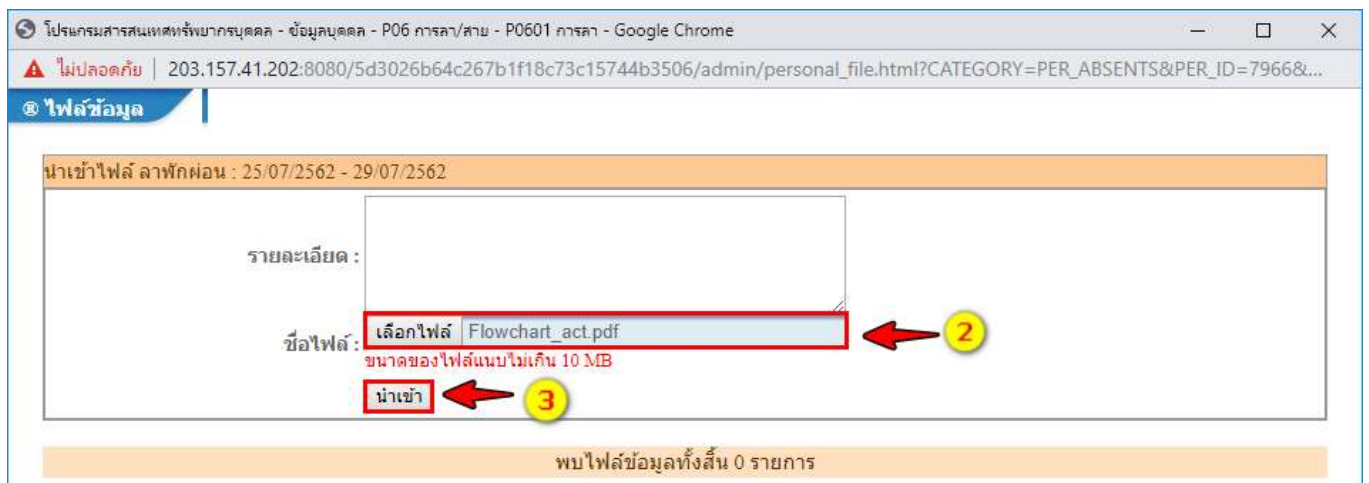 โปรแกรมสารสนเทศทรัพยากรบุคคล - ข้อมูลบุคคล - P06 การลา/สาย - P0601 การลา - Google Chrome
ไม่ปลอดภัย | 203.157.41.202:8080/5d3026b64c267b1f18c73c15744b3506/admin/personal_file.html?CATEGORY=PER_ABSENTS&PER_ID=7966&...
® ไฟล์ข้อมูล
นำเข้าไฟล์ ลาพักผ่อน : 25/07/2562 - 29/07/2562
รายละเอียด :
ชื่อไฟล์ : เลือกไฟล์ Flowchart_act.pdf 2
ขนาดของไฟล์แนบไม่เกิน 10 MB
นำเข้า 3
พบไฟล์ข้อมูลทั้งสิ้น 0 รายการ